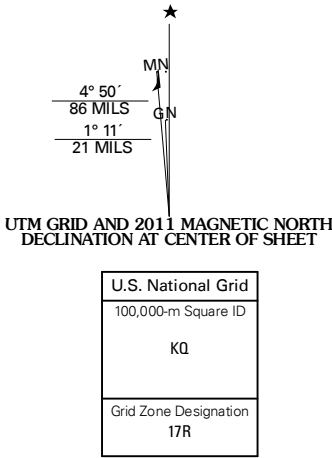 ★
MN
4° 50´
86 MILS
GN
1° 11´
21 MILS
UTM GRID AND 2011 MAGNETIC NORTH
DECLINATION AT CENTER OF SHEET
U.S. National Grid
100,000-m Square ID
KQ
Grid Zone Designation
17R